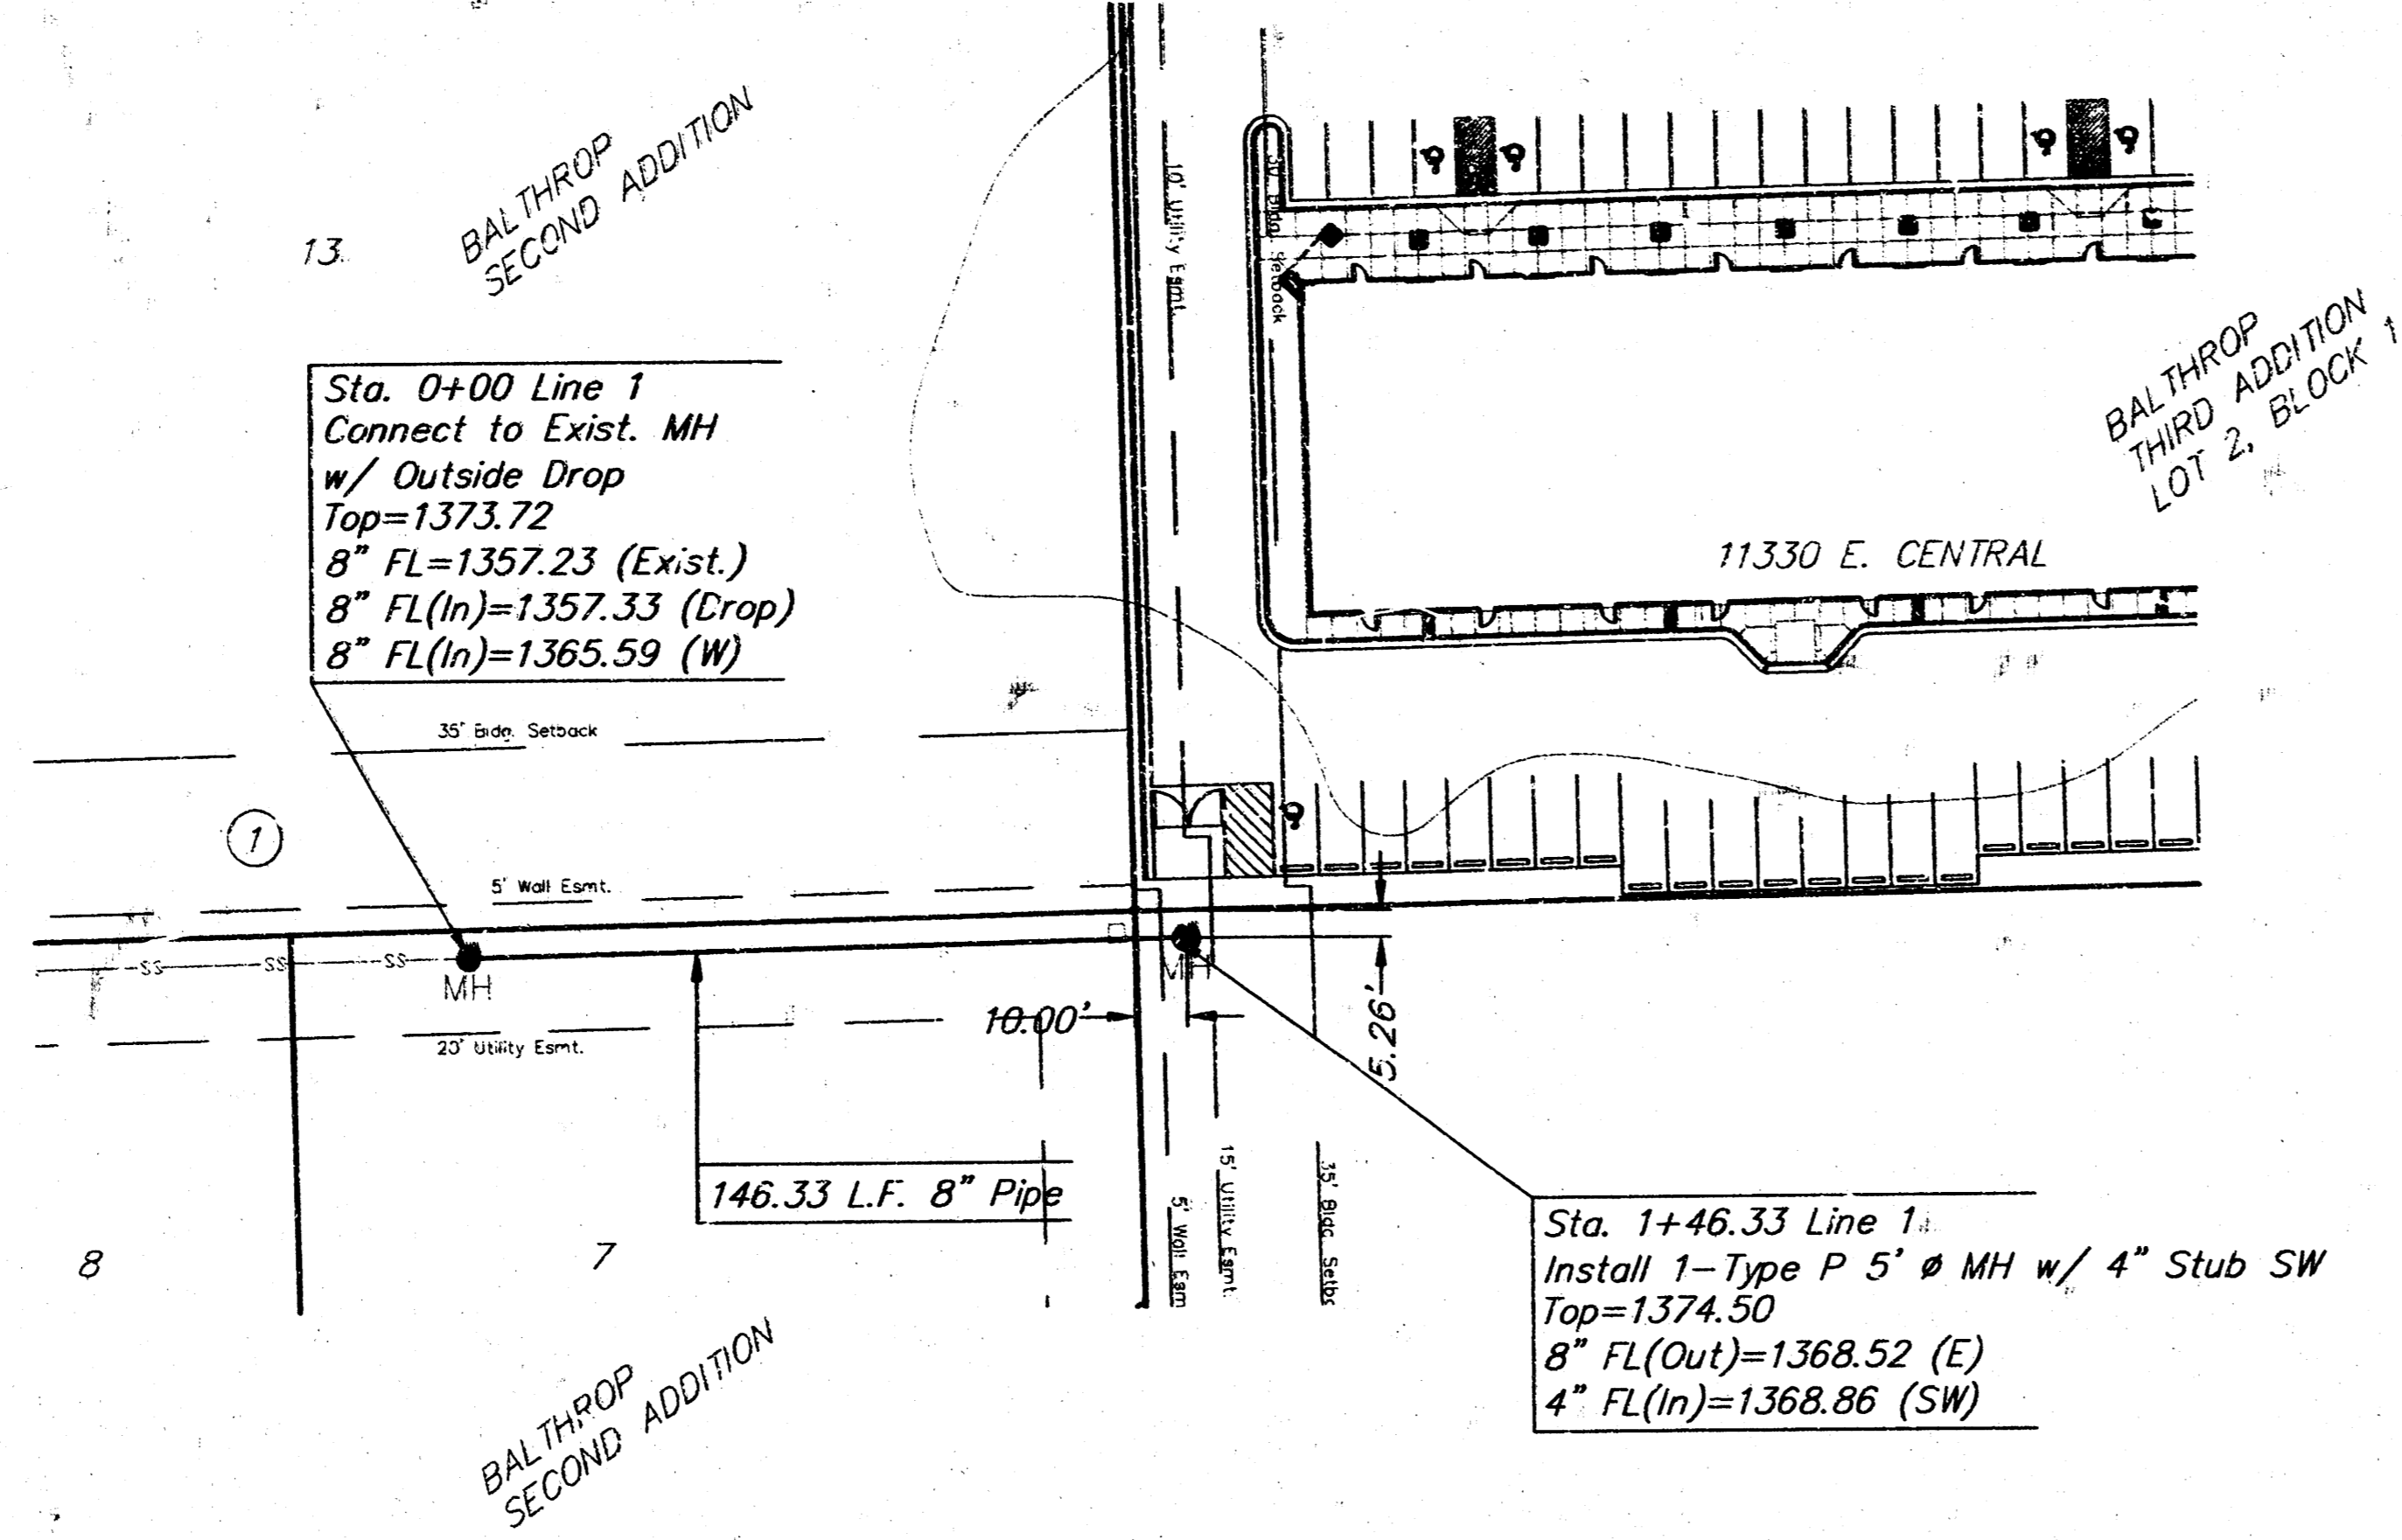 BALTHROP
SECOND ADDITION
13
10' Utility Esmt.
30' Bldg. Setback
BALTHROP
THIRD ADDITION
LOT 2, BLOCK 1
Sta. 0+00 Line 1
Connect to Exist. MH
w/ Outside Drop
Top=1373.72
8" FL=1357.23 (Exist.)
8" FL(In)=1357.33 (Drop)
8" FL(In)=1365.59 (W)
11330 E. CENTRAL
35' Bldg. Setback
1
5' Wall Esmt.
SS
SS
SS
MH
MH
10.00'
5.26'
20' Utility Esmt.
146.33 L.F. 8" Pipe
5' Wall Esm
15' Utility Esmt.
35' Bldg. Setbc
8
7
Sta. 1+46.33 Line 1
Install 1-Type P 5' ø MH w/ 4" Stub SW
Top=1374.50
8" FL(Out)=1368.52 (E)
4" FL(In)=1368.86 (SW)
BALTHROP
SECOND ADDITION